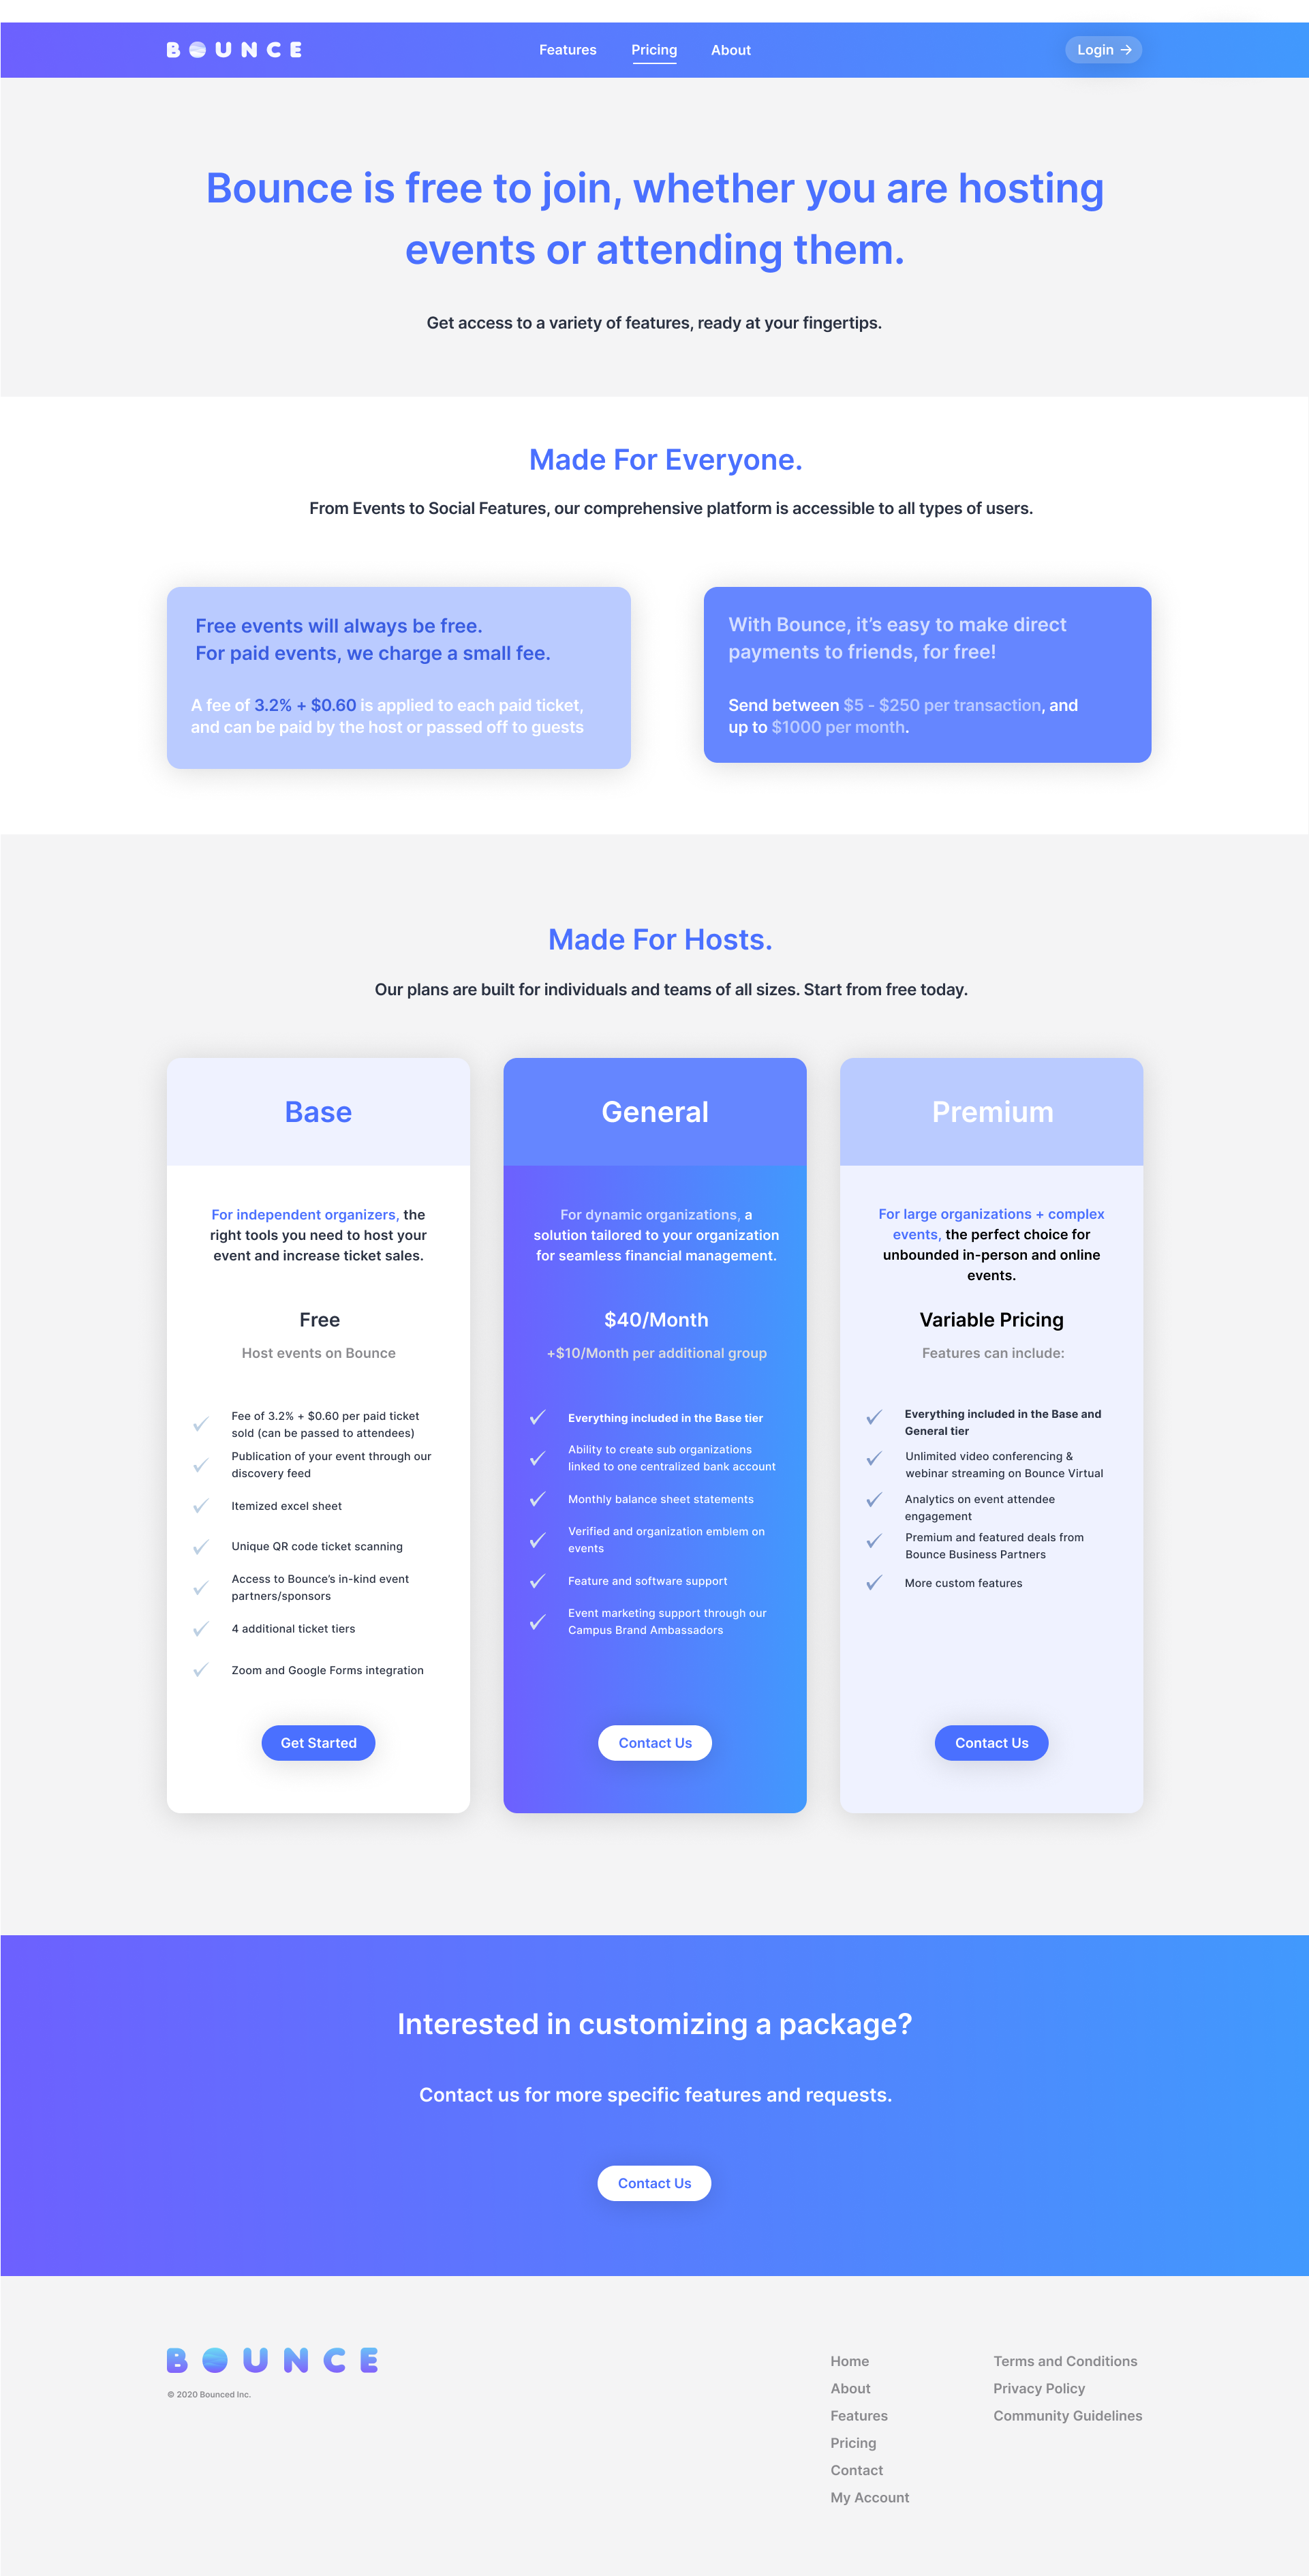 BOUNCE
Features
Pricing
About
Login →
Bounce is free to join, whether you are hosting
events or attending them.
Get access to a variety of features, ready at your fingertips.
Made For Everyone.
From Events to Social Features, our comprehensive platform is accessible to all types of users.
Free events will always be free.
For paid events, we charge a small fee.
A fee of 3.2% + $0.60 is applied to each paid ticket,
and can be paid by the host or passed off to guests
With Bounce, it’s easy to make direct
payments to friends, for free!
Send between $5 - $250 per transaction, and
up to $1000 per month.
Made For Hosts.
Our plans are built for individuals and teams of all sizes. Start from free today.
Base
For independent organizers, the
right tools you need to host your
event and increase ticket sales.
Free
Host events on Bounce
Fee of 3.2% + $0.60 per paid ticket
sold (can be passed to attendees)
Publication of your event through our
discovery feed
Itemized excel sheet
Unique QR code ticket scanning
Access to Bounce’s in-kind event
partners/sponsors
4 additional ticket tiers
Zoom and Google Forms integration
Get Started
General
For dynamic organizations, a
solution tailored to your organization
for seamless financial management.
$40/Month
+$10/Month per additional group
Everything included in the Base tier
Ability to create sub organizations
linked to one centralized bank account
Monthly balance sheet statements
Verified and organization emblem on
events
Feature and software support
Event marketing support through our
Campus Brand Ambassadors
Contact Us
Premium
For large organizations + complex
events, the perfect choice for
unbounded in-person and online
events.
Variable Pricing
Features can include:
Everything included in the Base and
General tier
Unlimited video conferencing &
webinar streaming on Bounce Virtual
Analytics on event attendee
engagement
Premium and featured deals from
Bounce Business Partners
More custom features
Contact Us
Interested in customizing a package?
Contact us for more specific features and requests.
Contact Us
BOUNCE
© 2020 Bounced Inc.
Home
About
Features
Pricing
Contact
My Account
Terms and Conditions
Privacy Policy
Community Guidelines